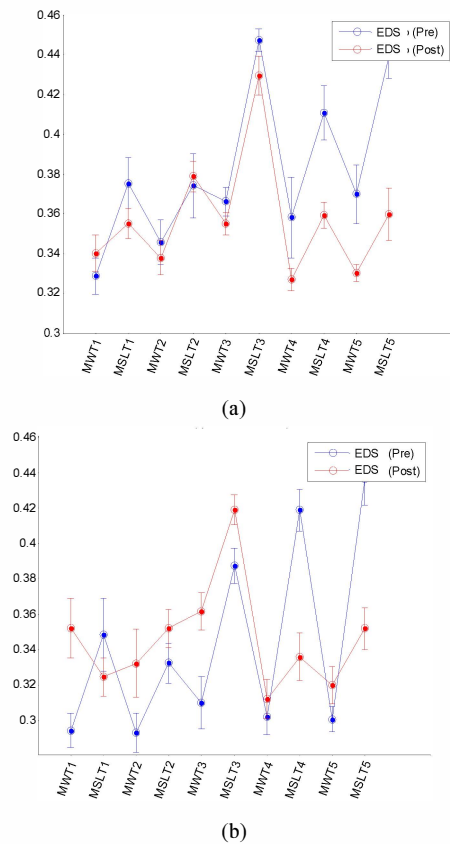 0.46
EDS ı (Pre)
EDS ı (Post)
0.44
0.42
0.4
0.38
0.36
0.34
0.32
0.3
MWT1 MSLT1 MWT2 MSLT2 MWT3 MSLT3 MWT4 MSLT4 MWT5 MSLT5
(a)
0.46
EDS (Pre)
EDS (Post)
0.44
0.42
0.4
0.38
0.36
0.34
0.32
0.3
MWT1 MSLT1 MWT2 MSLT2 MWT3 MSLT3 MWT4 MSLT4 MWT5 MSLT5
(b)